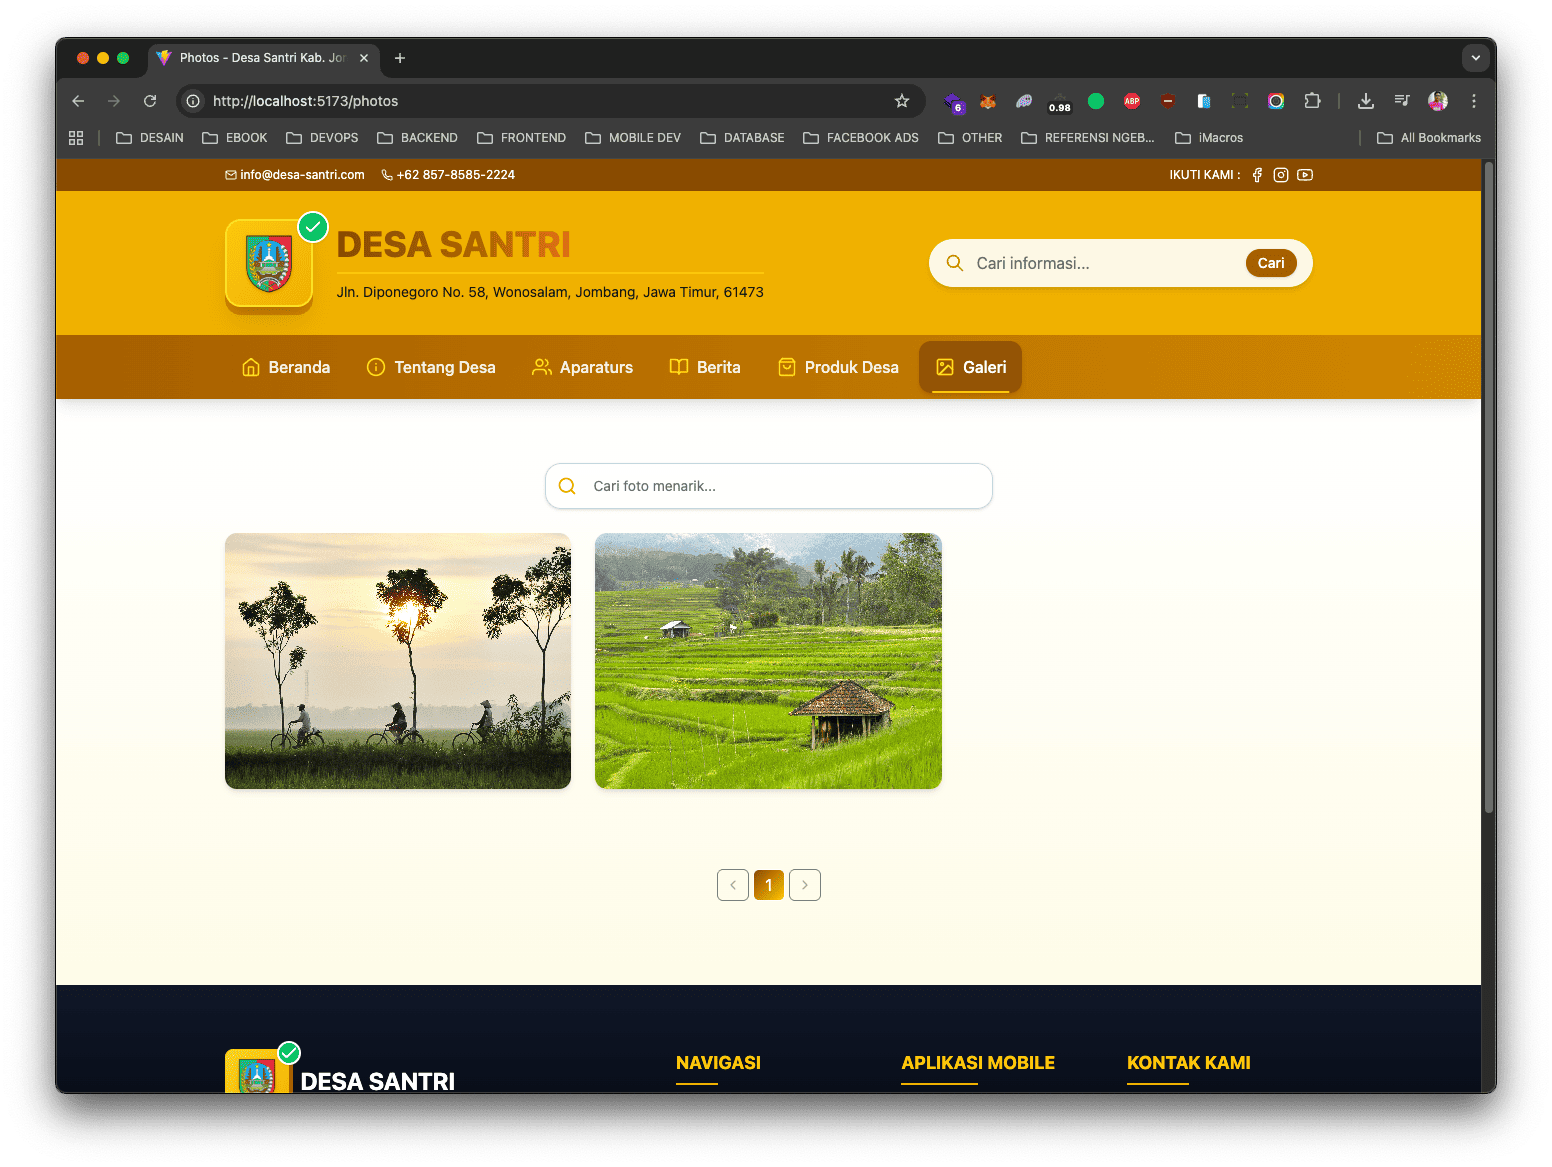 Photos - Desa Santri Kab. Jor
http://localhost:5173/photos
6
0.98
ABP
DESAIN
EBOOK
DEVOPS
BACKEND
FRONTEND
MOBILE DEV
DATABASE
FACEBOOK ADS
OTHER
REFERENSI NGEB...
iMacros
All Bookmarks
info@desa-santri.com
+62 857-8585-2224
IKUTI KAMI :
DESA SANTRI
Jln. Diponegoro No. 58, Wonosalam, Jombang, Jawa Timur, 61473
Cari informasi...
Cari
Beranda
Tentang Desa
Aparaturs
Berita
Produk Desa
Galeri
Cari foto menarik...
1
DESA SANTRI
NAVIGASI
APLIKASI MOBILE
KONTAK KAMI